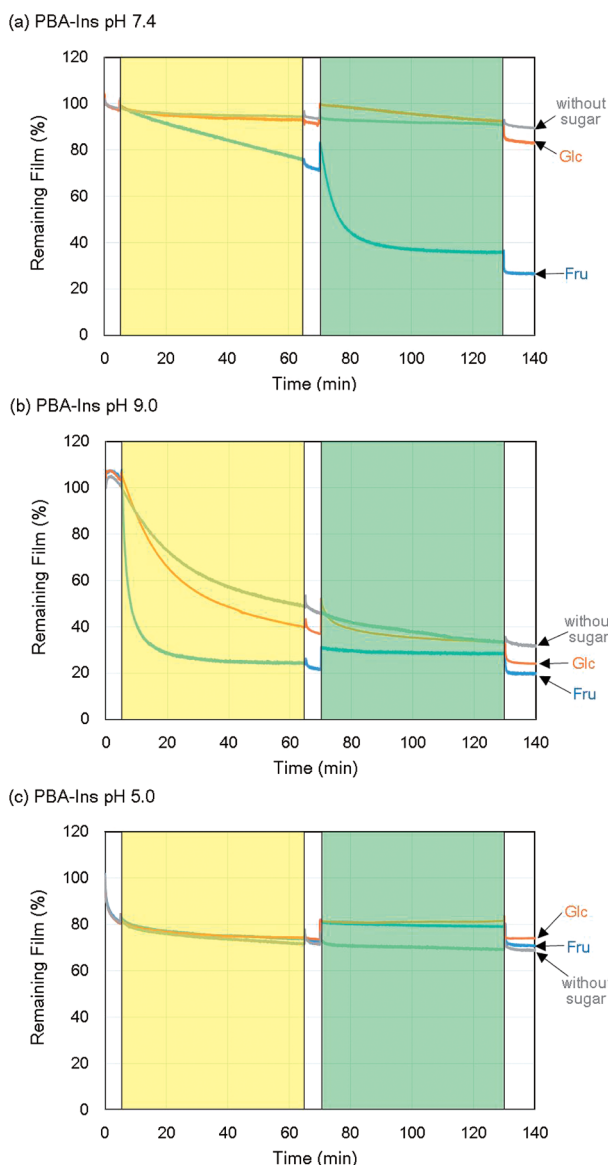 (a) PBA-Ins pH 7.4
120
100
80
60
40
20
0
Remaining Film (%)
0 20 40 60 80 100 120 140
Time (min)
without
sugar
Glc
Fru
(b) PBA-Ins pH 9.0
120
100
80
60
40
20
0
Remaining Film (%)
0 20 40 60 80 100 120 140
Time (min)
without
sugar
Glc
Fru
(c) PBA-Ins pH 5.0
120
100
80
60
40
20
0
Remaining Film (%)
0 20 40 60 80 100 120 140
Time (min)
Glc
Fru
without
sugar